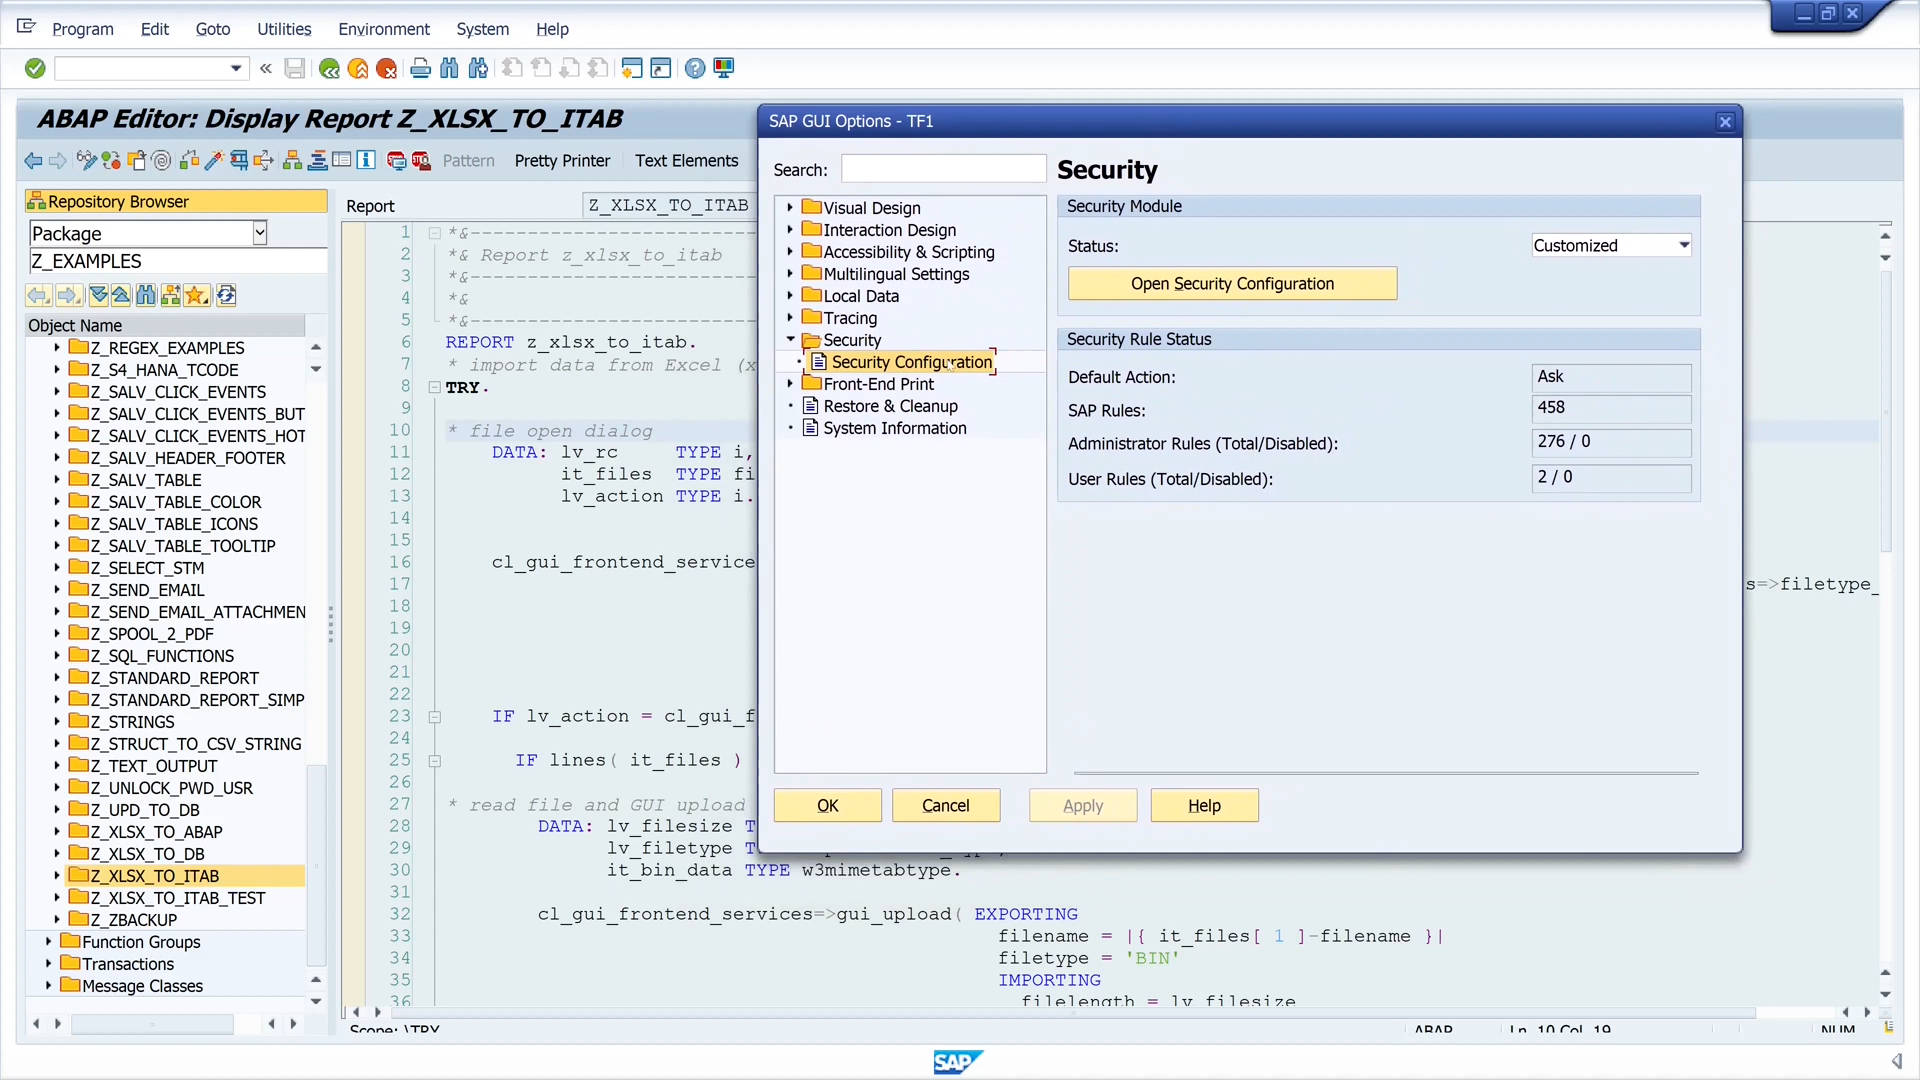 Program Edit Goto Utilities Environment System Help
ABAP Editor: Display Report Z_XLSX_TO_ITAB
Pattern Pretty Printer Text Elements
Repository Browser
Package
Z_EXAMPLES
Object Name
Z_REGEX_EXAMPLES
Z_S4_HANA_TCODE
Z_SALV_CLICK_EVENTS
Z_SALV_CLICK_EVENTS_BUT
Z_SALV_CLICK_EVENTS_HOT
Z_SALV_HEADER_FOOTER
Z_SALV_TABLE
Z_SALV_TABLE_COLOR
Z_SALV_TABLE_ICONS
Z_SALV_TABLE_TOOLTIP
Z_SELECT_STM
Z_SEND_EMAIL
Z_SEND_EMAIL_ATTACHMEN
Z_SPOOL_2_PDF
Z_SQL_FUNCTIONS
Z_STANDARD_REPORT
Z_STANDARD_REPORT_SIMP
Z_STRINGS
Z_STRUCT_TO_CSV_STRING
Z_TEXT_OUTPUT
Z_UNLOCK_PWD_USR
Z_UPD_TO_DB
Z_XLSX_TO_ABAP
Z_XLSX_TO_DB
Z_XLSX_TO_ITAB
Z_XLSX_TO_ITAB_TEST
Z_ZBACKUP
Function Groups
Transactions
Message Classes
Report Z_XLSX_TO_ITAB
1 *&-------------------------
2 *& Report z_xlsx_to_itab
3 *&-------------------------
4 *&
5 *&-------------------------
6 REPORT z_xlsx_to_itab.
7 * import data from Excel (x
8 TRY.
9
10 * file open dialog
11 DATA: lv_rc TYPE i,
12 it_files TYPE fi
13 lv_action TYPE i.
14
15
16 cl_gui_frontend_service
17 s=>filetype_
18
19
20
21
22
23 IF lv_action = cl_gui_f
24
25 IF lines( it_files )
26
27 * read file and GUI upload
28 DATA: lv_filesize T
29 lv_filetype T
30 it_bin_data TYPE w3mimetabtype.
31
32 cl_gui_frontend_services=>gui_upload( EXPORTING
33 filename = |{ it_files[ 1 ]-filename }|
34 filetype = 'BIN'
35 IMPORTING
36 filelength = lv_filesize
Scope: \TRY ABAP Ln 10 Col 19 NUM
SAP GUI Options - TF1
Search:
Visual Design
Interaction Design
Accessibility & Scripting
Multilingual Settings
Local Data
Tracing
Security
Security Configuration
Front-End Print
Restore & Cleanup
System Information
Security
Security Module
Status: Customized
Open Security Configuration
Security Rule Status
Default Action: Ask
SAP Rules: 458
Administrator Rules (Total/Disabled): 276 / 0
User Rules (Total/Disabled): 2 / 0
OK Cancel Apply Help
SAP